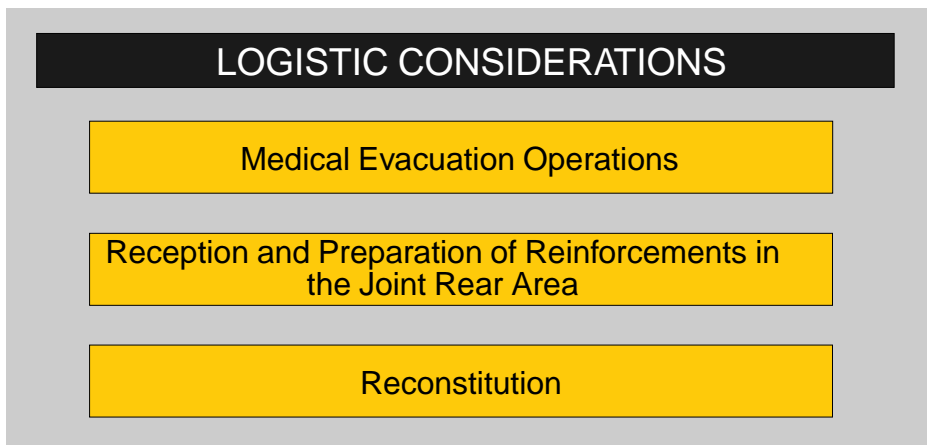 LOGISTIC CONSIDERATIONS
Medical Evacuation Operations
Reception and Preparation of Reinforcements in
the Joint Rear Area
Reconstitution